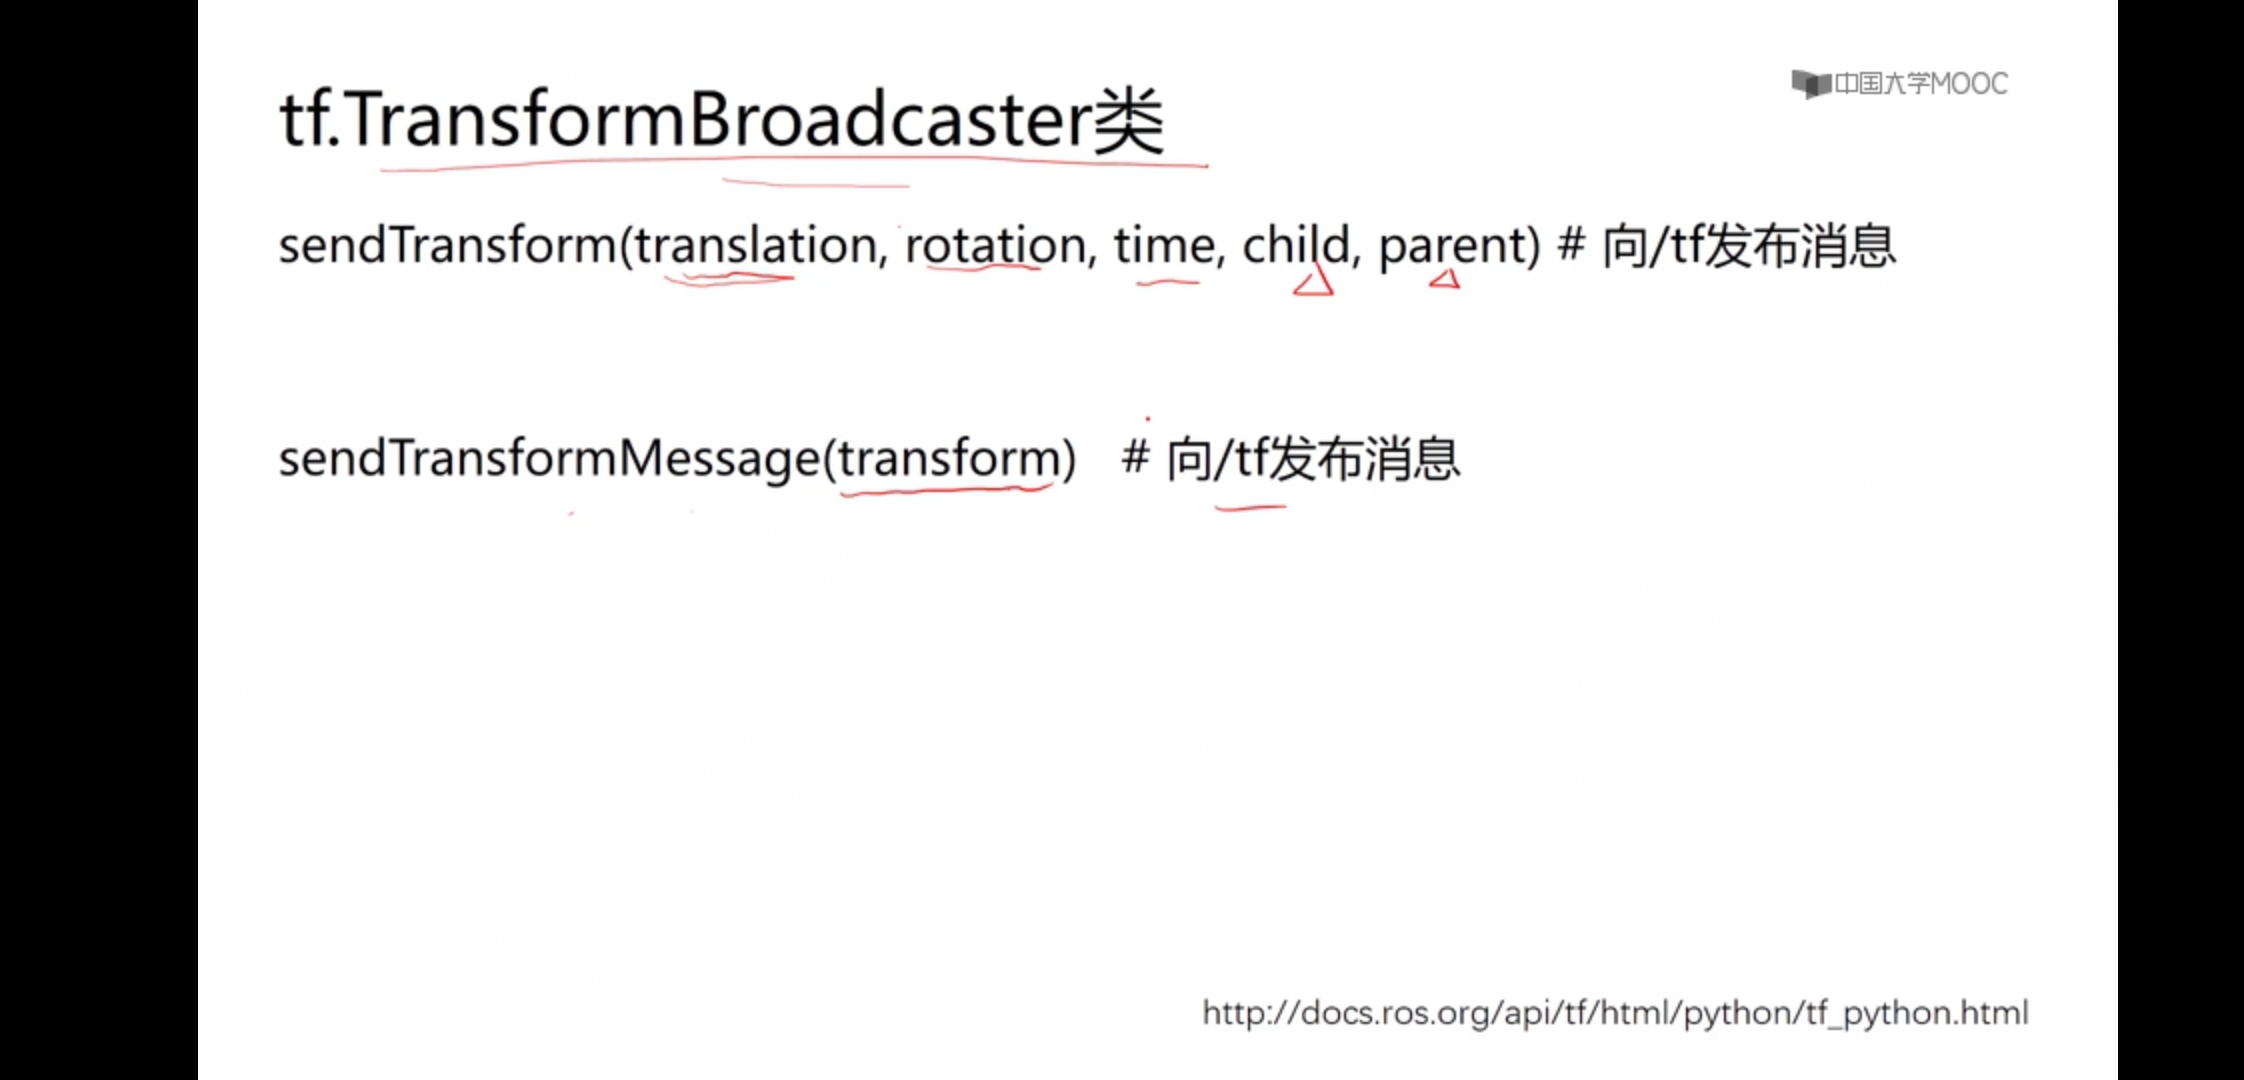 中国大学MOOC
tf.TransformBroadcaster类
sendTransform(translation, rotation, time, child, parent) # 向/tf发布消息
sendTransformMessage(transform) # 向/tf发布消息
http://docs.ros.org/api/tf/html/python/tf_python.html